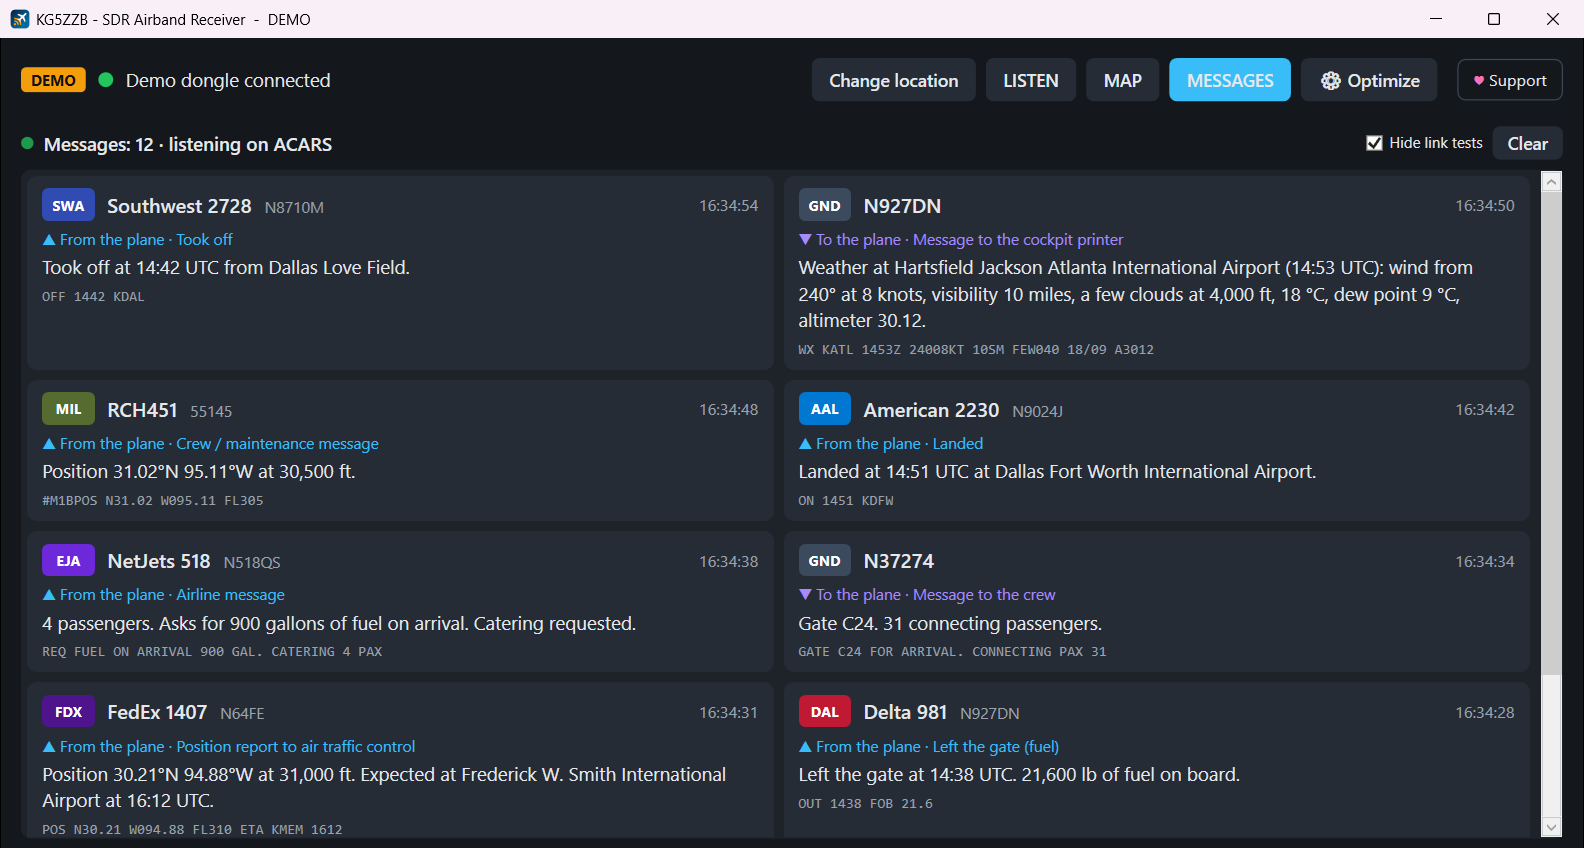 KG5ZZB - SDR Airband Receiver - DEMO
DEMO Demo dongle connected
Change location LISTEN MAP MESSAGES Optimize ♥ Support
Messages: 12 · listening on ACARS
Hide link tests Clear
SWA Southwest 2728 N8710M 16:34:54
▲ From the plane · Took off
Took off at 14:42 UTC from Dallas Love Field.
OFF 1442 KDAL
GND N927DN 16:34:50
▼ To the plane · Message to the cockpit printer
Weather at Hartsfield Jackson Atlanta International Airport (14:53 UTC): wind from
240° at 8 knots, visibility 10 miles, a few clouds at 4,000 ft, 18 °C, dew point 9 °C,
altimeter 30.12.
WX KATL 1453Z 24008KT 10SM FEW040 18/09 A3012
MIL RCH451 55145 16:34:48
▲ From the plane · Crew / maintenance message
Position 31.02°N 95.11°W at 30,500 ft.
#M1BPOS N31.02 W095.11 FL305
AAL American 2230 N9024J 16:34:42
▲ From the plane · Landed
Landed at 14:51 UTC at Dallas Fort Worth International Airport.
ON 1451 KDFW
EJA NetJets 518 N518QS 16:34:38
▲ From the plane · Airline message
4 passengers. Asks for 900 gallons of fuel on arrival. Catering requested.
REQ FUEL ON ARRIVAL 900 GAL. CATERING 4 PAX
GND N37274 16:34:34
▼ To the plane · Message to the crew
Gate C24. 31 connecting passengers.
GATE C24 FOR ARRIVAL. CONNECTING PAX 31
FDX FedEx 1407 N64FE 16:34:31
▲ From the plane · Position report to air traffic control
Position 30.21°N 94.88°W at 31,000 ft. Expected at Frederick W. Smith International
Airport at 16:12 UTC.
POS N30.21 W094.88 FL310 ETA KMEM 1612
DAL Delta 981 N927DN 16:34:28
▲ From the plane · Left the gate (fuel)
Left the gate at 14:38 UTC. 21,600 lb of fuel on board.
OUT 1438 FOB 21.6